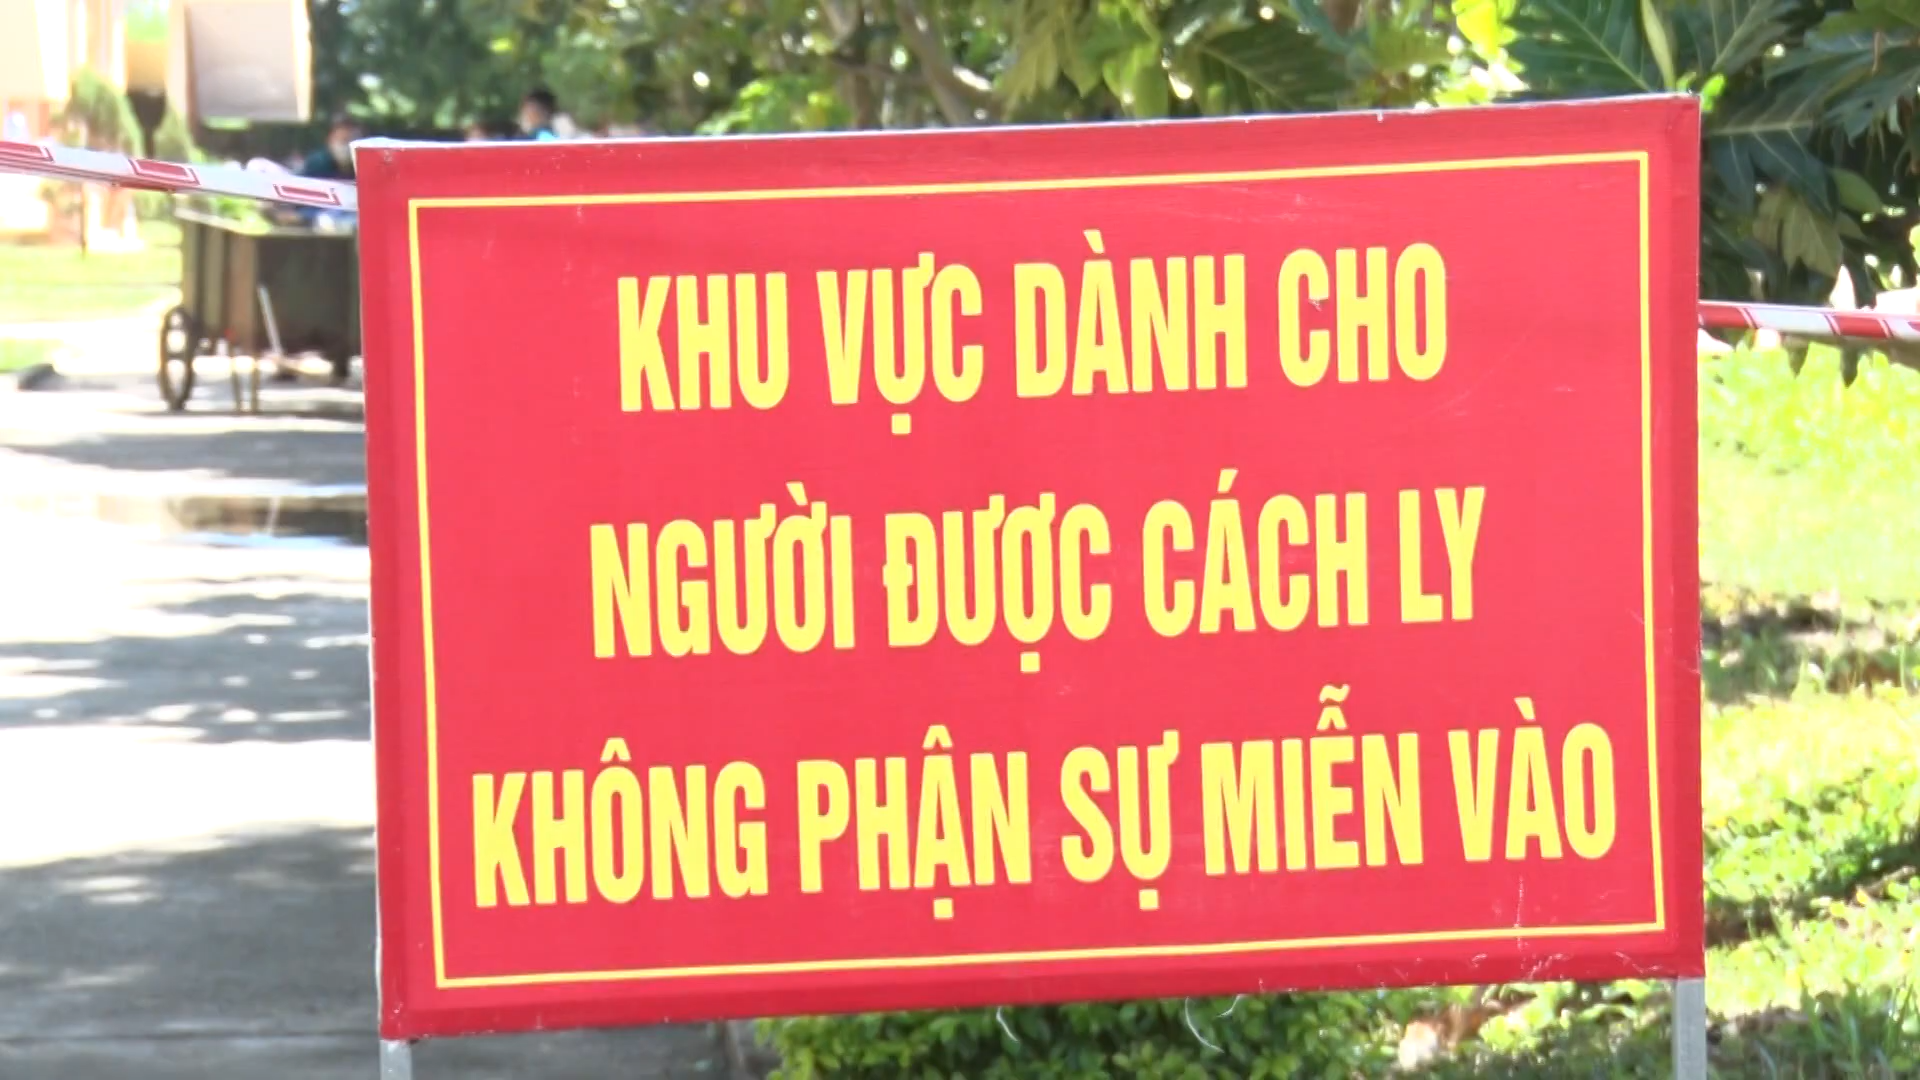 KHU VỰC DÀNH CHO
NGƯỜI ĐƯỢC CÁCH LY
KHÔNG PHẬN SỰ MIỄN VÀO